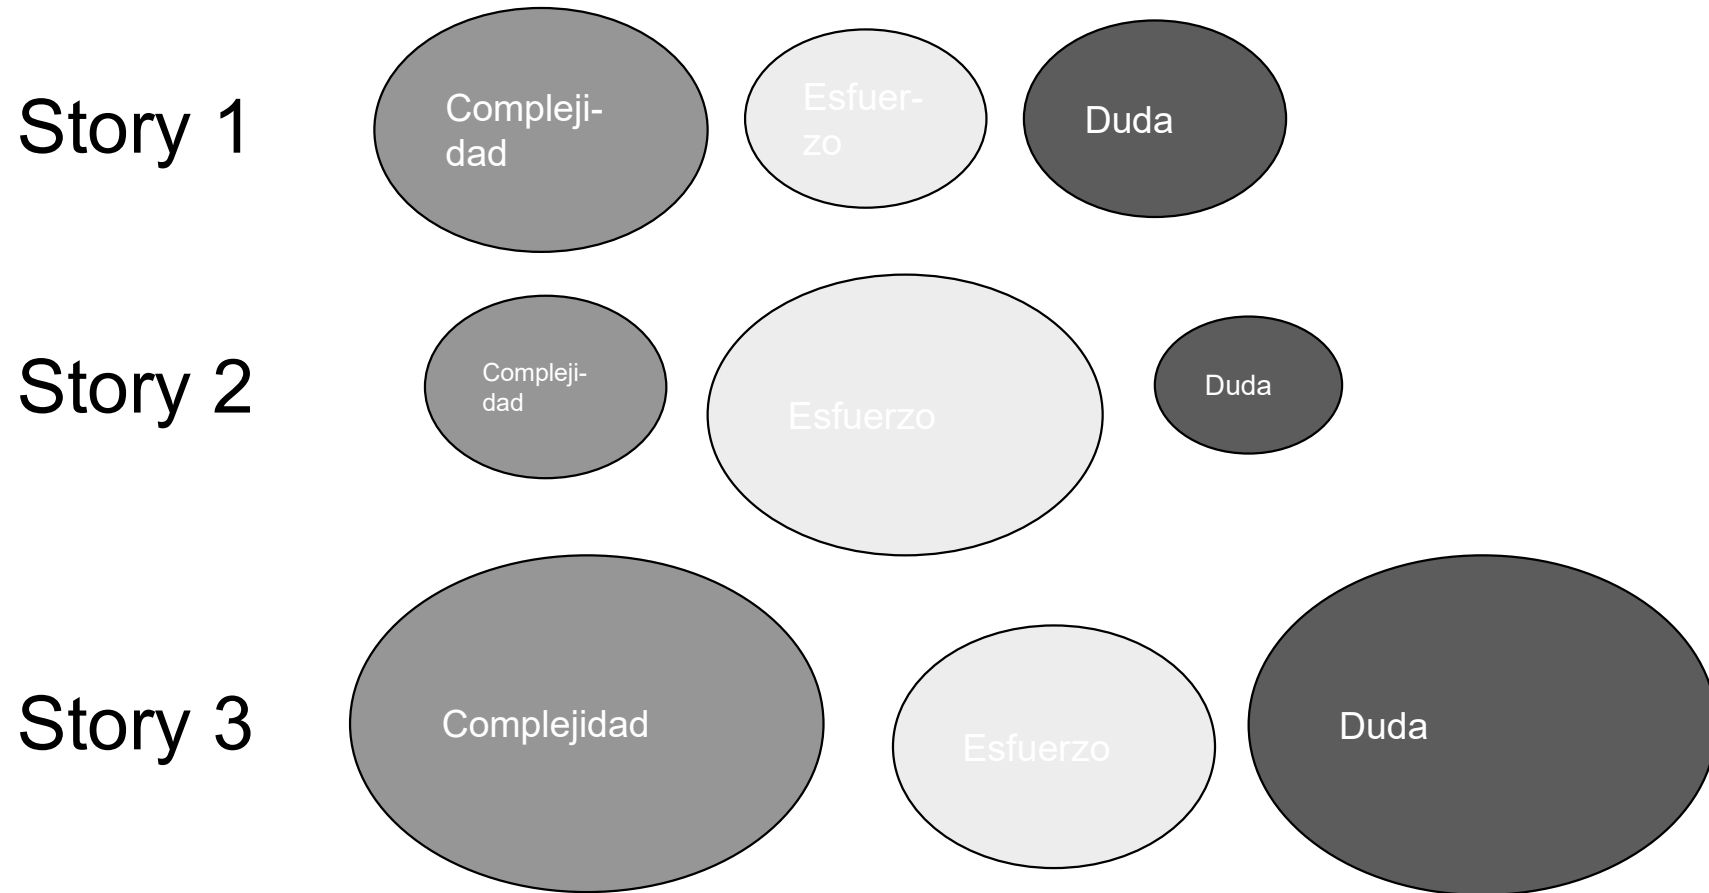 Story 1
Compleji-
dad
Esfuer-
zo
Duda
Story 2
Compleji-
dad
Esfuerzo
Duda
Story 3
Complejidad
Esfuerzo
Duda